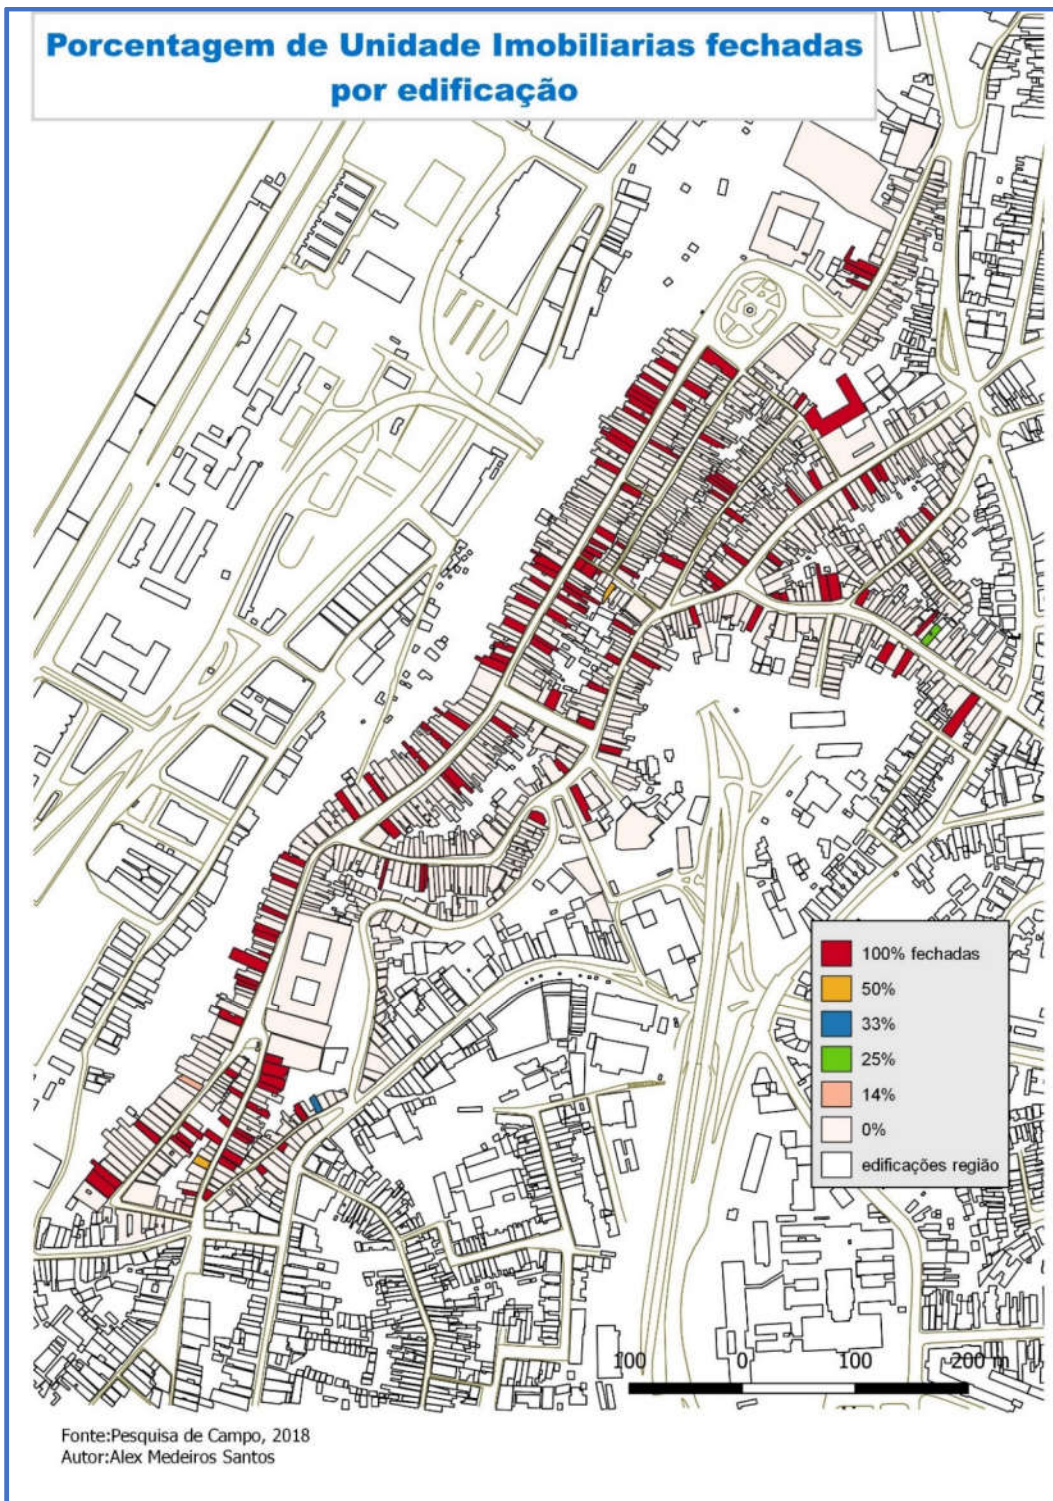 Porcentagem de Unidade Imobiliarias fechadas
por edificação
100% fechadas
50%
33%
25%
14%
0%
edificações região
100 0 100 200 m
Fonte:Pesquisa de Campo, 2018
Autor:Alex Medeiros Santos